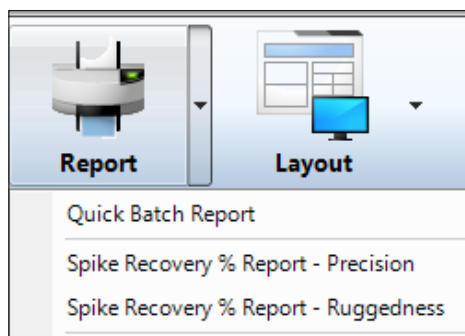 Report
Layout
Quick Batch Report
Spike Recovery % Report - Precision
Spike Recovery % Report - Ruggedness